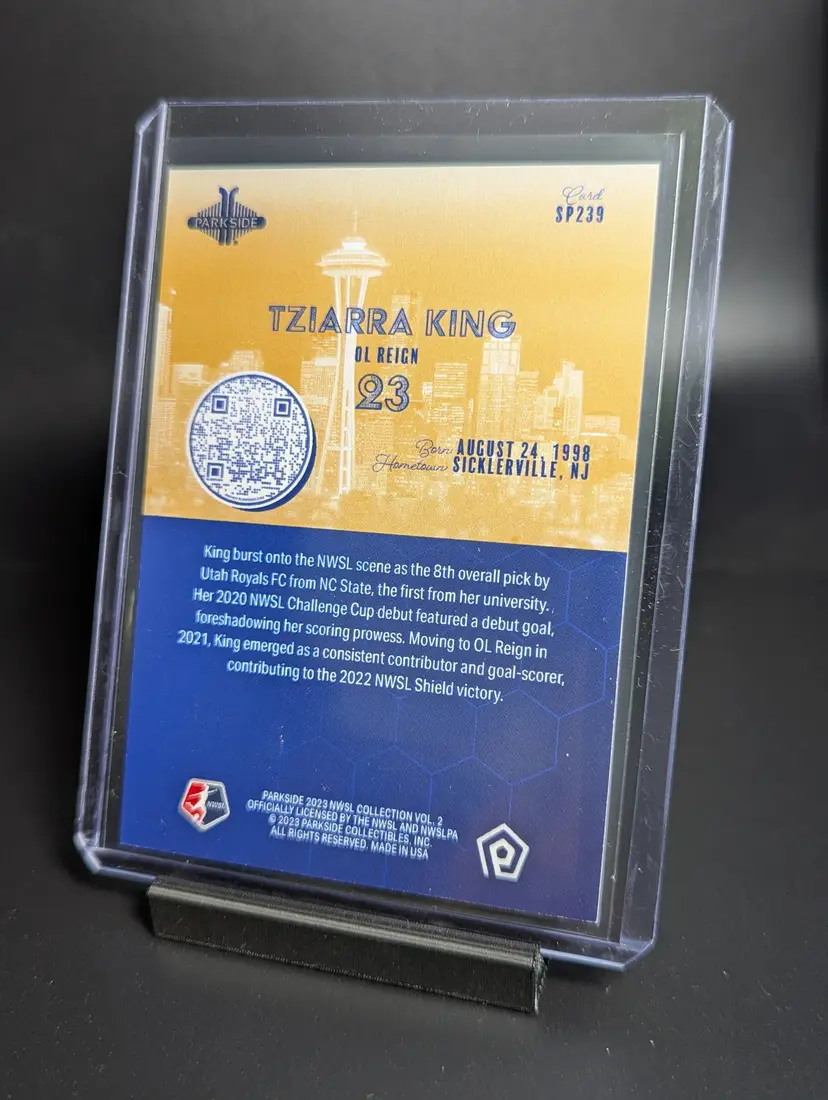 PARKSIDE
Card
SP239
TZIARRA KING
OL REIGN
23
Born AUGUST 24, 1998
Hometown SICKLERVILLE, NJ
King burst onto the NWSL scene as the 8th overall pick by
Utah Royals FC from NC State, the first from her university.
Her 2020 NWSL Challenge Cup debut featured a debut goal,
foreshadowing her scoring prowess. Moving to OL Reign in
2021, King emerged as a consistent contributor and goal-scorer,
contributing to the 2022 NWSL Shield victory.
NWSL
PARKSIDE 2023 NWSL COLLECTION VOL. 2
OFFICIALLY LICENSED BY THE NWSL AND NWSLPA
© 2023 PARKSIDE COLLECTIBLES, INC.
ALL RIGHTS RESERVED. MADE IN USA